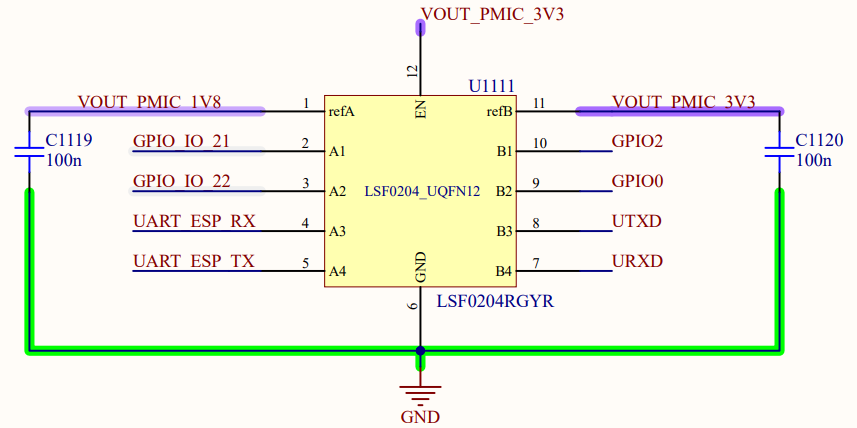 VOUT_PMIC_3V3
12
U1111
VOUT_PMIC_1V8
1
refA
EN
refB
11
VOUT_PMIC_3V3
C1119
100n
GPIO_IO_21
2
A1
B1
10
GPIO2
C1120
100n
GPIO_IO_22
3
A2
LSF0204_UQFN12
B2
9
GPIO0
UART_ESP_RX
4
A3
B3
8
UTXD
UART_ESP_TX
5
A4
GND
B4
7
URXD
6
LSF0204RGYR
GND